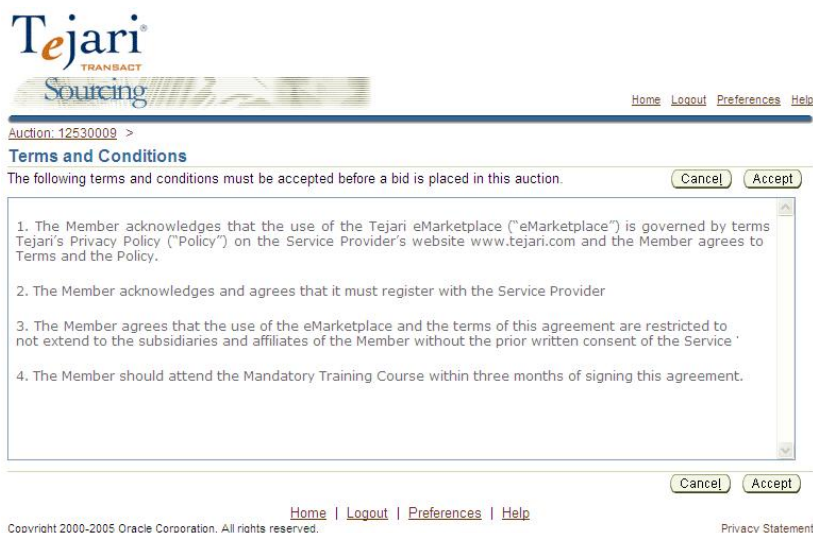 Tejari®
TRANSACT
Sourcing
Home Logout Preferences Help
Auction: 12530009 >
Terms and Conditions
The following terms and conditions must be accepted before a bid is placed in this auction. Cancel Accept
1. The Member acknowledges that the use of the Tejari eMarketplace (“eMarketplace”) is governed by terms
Tejari’s Privacy Policy (“Policy”) on the Service Provider’s website www.tejari.com and the Member agrees to
Terms and the Policy.
2. The Member acknowledges and agrees that it must register with the Service Provider
3. The Member agrees that the use of the eMarketplace and the terms of this agreement are restricted to
not extend to the subsidiaries and affiliates of the Member without the prior written consent of the Service '
4. The Member should attend the Mandatory Training Course within three months of signing this agreement.
Cancel Accept
Home | Logout | Preferences | Help
Copyright 2000-2005 Oracle Corporation. All rights reserved. Privacy Statement